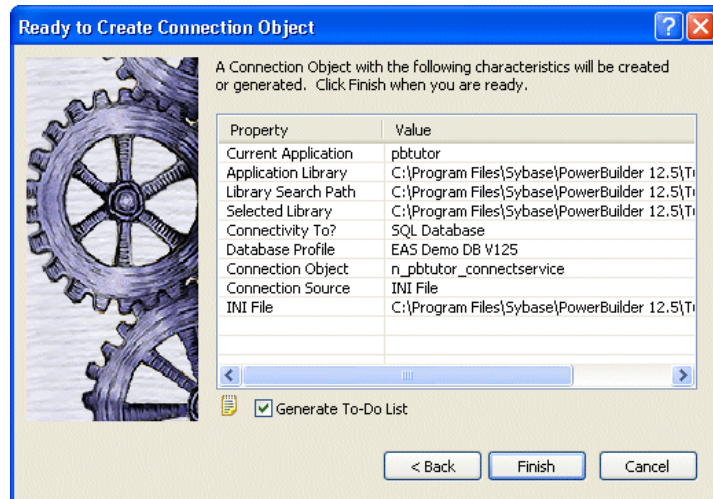 Ready to Create Connection Object
A Connection Object with the following characteristics will be created
or generated. Click Finish when you are ready.
Property Value
Current Application pbtutor
Application Library C:\Program Files\Sybase\PowerBuilder 12.5\Tu
Library Search Path C:\Program Files\Sybase\PowerBuilder 12.5\Tu
Selected Library C:\Program Files\Sybase\PowerBuilder 12.5\Tu
Connectivity To? SQL Database
Database Profile EAS Demo DB V125
Connection Object n_pbtutor_connectservice
Connection Source INI File
INI File C:\Program Files\Sybase\PowerBuilder 12.5\Tu
Generate To-Do List
< Back Finish Cancel